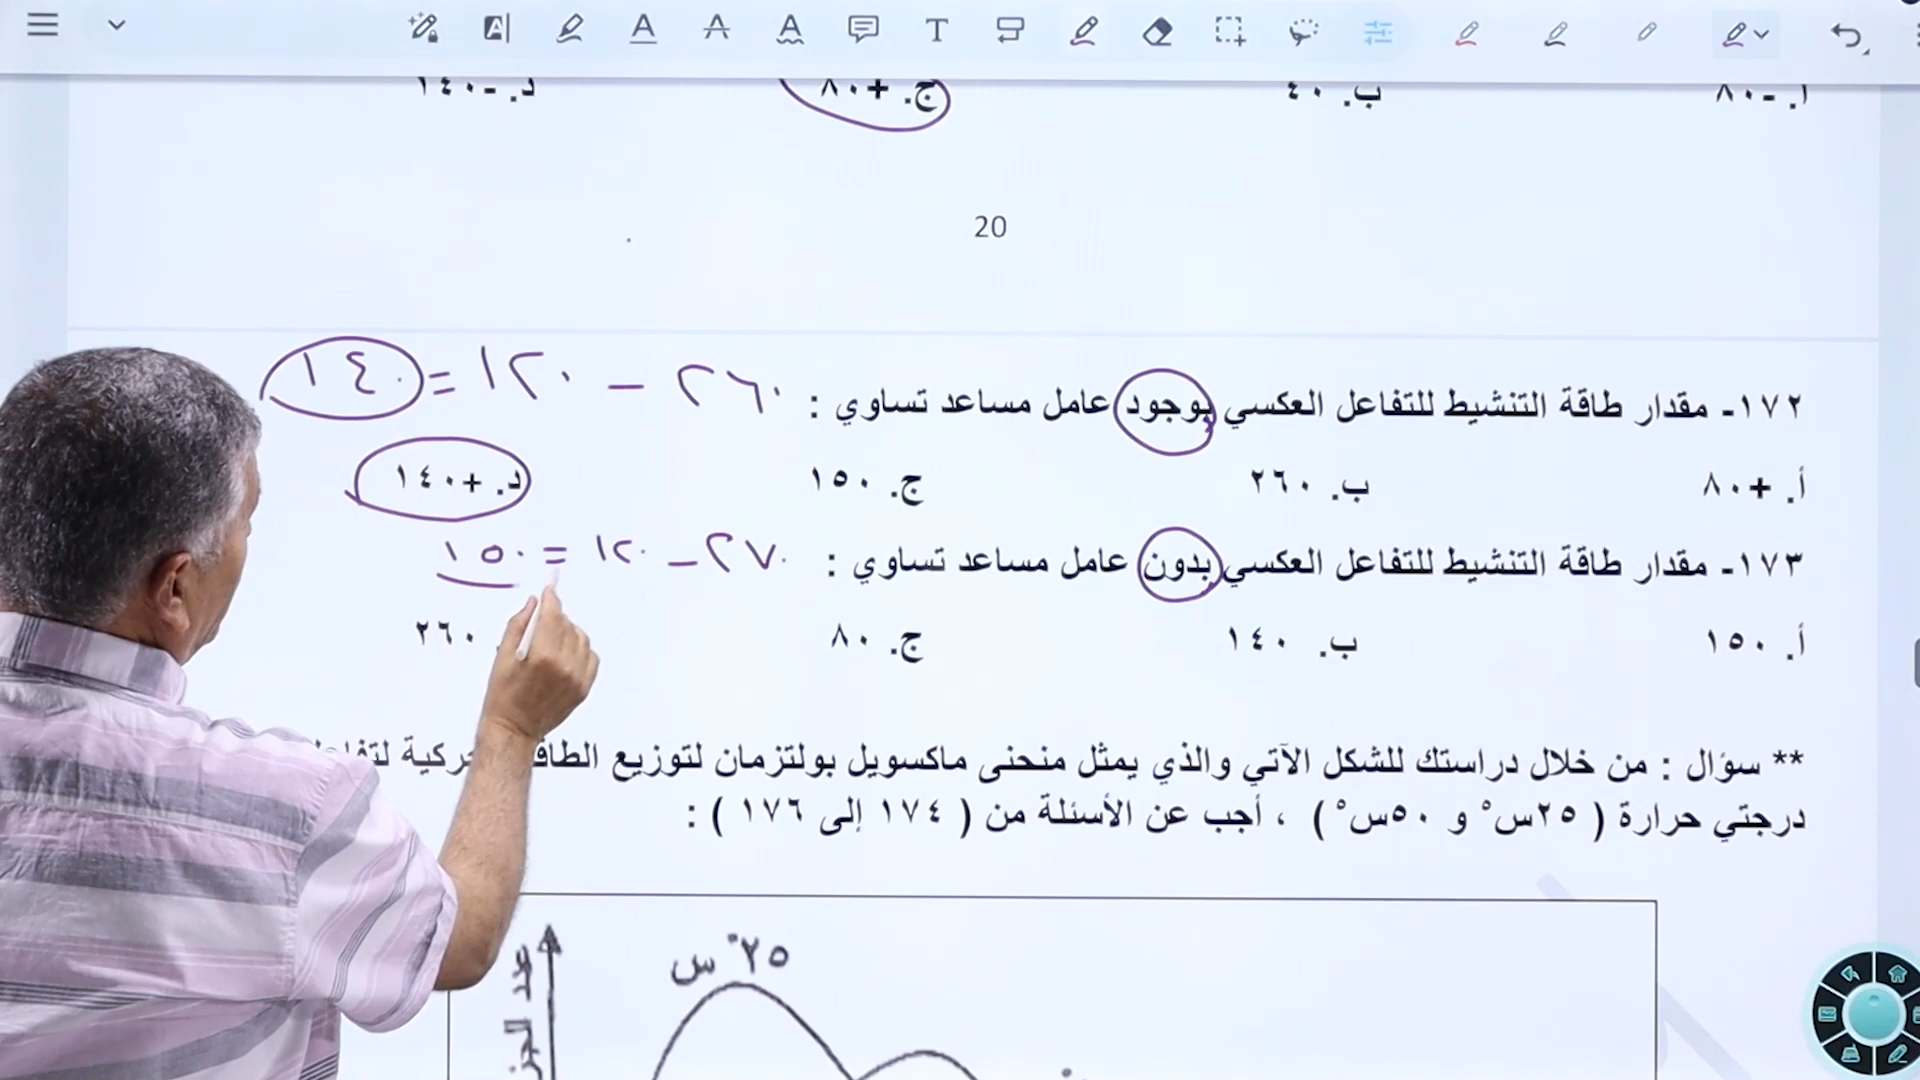 أ. -٨٠ ب. ٤٠ ج. +٨٠ د. -١٤٠
20
١٧٢- مقدار طاقة التنشيط للتفاعل العكسي بوجود عامل مساعد تساوي : ٢٦٠ - ١٢٠ = ١٤٠
أ. +٨٠ ب. ٢٦٠ ج. ١٥٠ د. +١٤٠
١٧٣- مقدار طاقة التنشيط للتفاعل العكسي بدون عامل مساعد تساوي : ٢٧٠ - ١٢٠ = ١٥٠
أ. ١٥٠ ب. ١٤٠ ج. ٨٠ ٢٦٠
** سؤال : من خلال دراستك للشكل الآتي والذي يمثل منحنى ماكسويل بولتزمان لتوزيع
درجتي حرارة ( ٢٥س° و ٥٠س° ) ، أجب عن الأسئلة من ( ١٧٤ إلى ١٧٦ ) :
٢٥° س
عدد